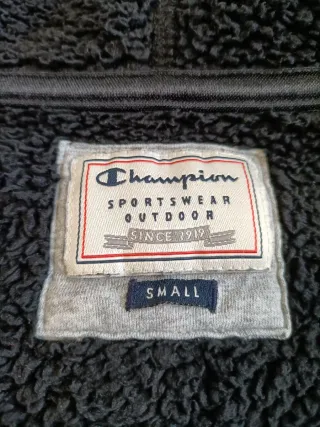 Champion
SPORTSWEAR
OUTDOOR
SINCE 1919
SMALL